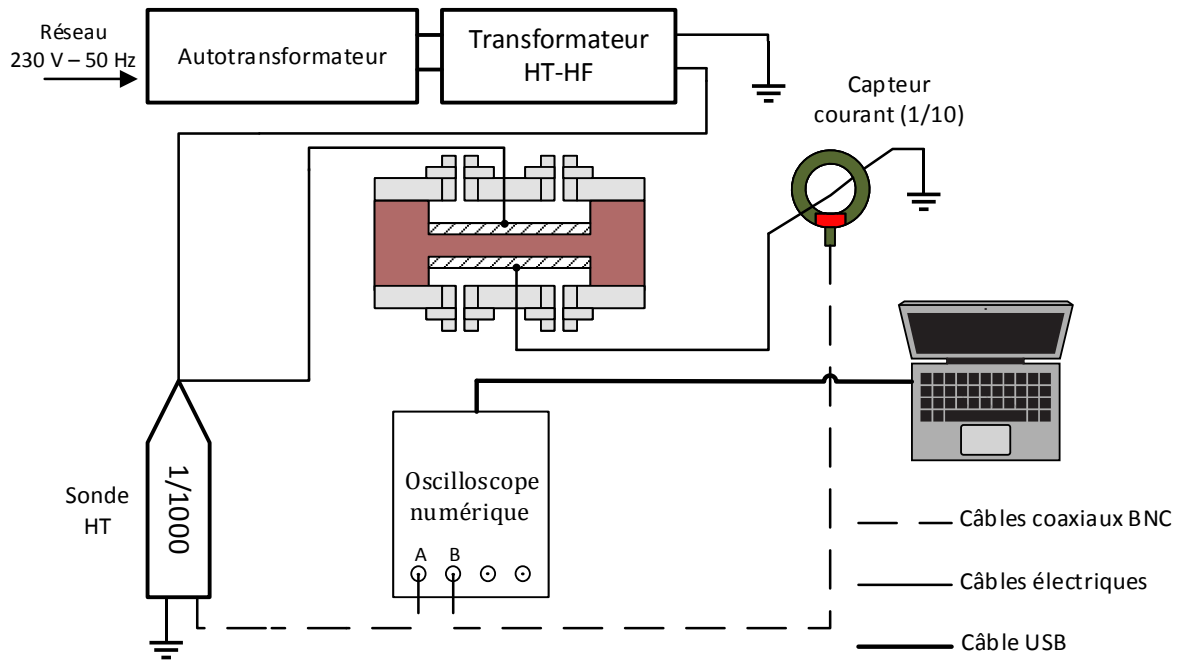 Réseau
230 V – 50 Hz
Autotransformateur
Transformateur
HT-HF
Capteur
courant (1/10)
Sonde
HT
1/1000
Oscilloscope
numérique
A B
Câbles coaxiaux BNC
Câbles électriques
Câble USB